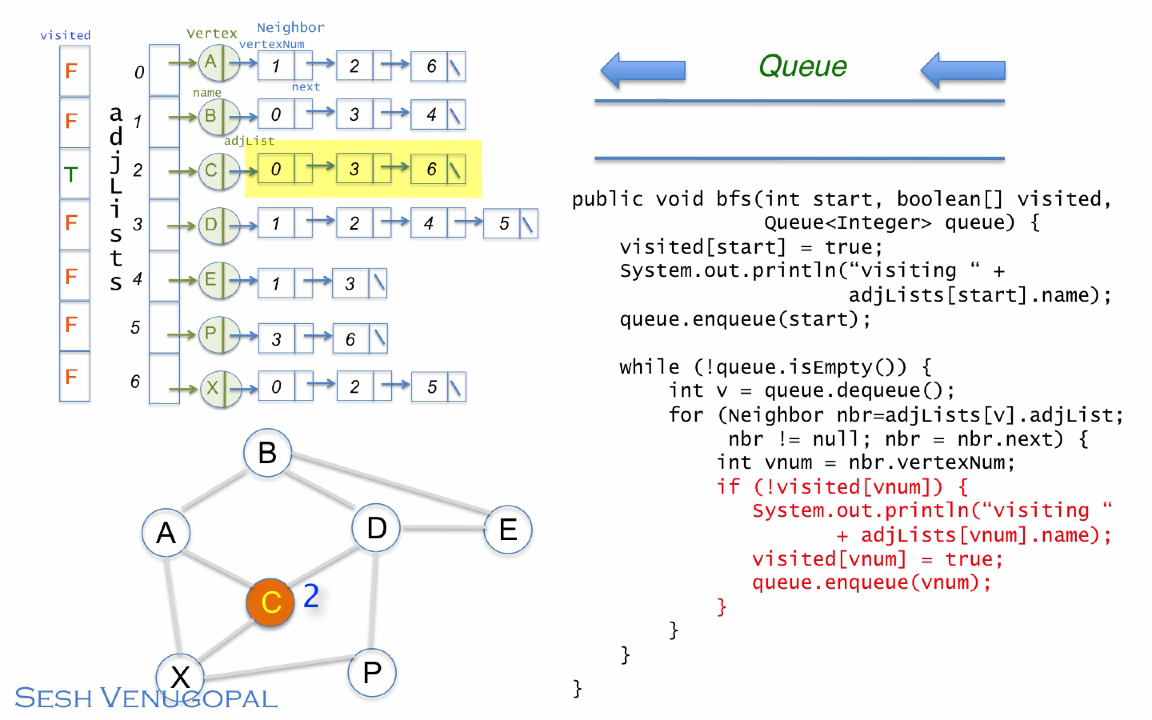 visited
Vertex
Neighbor
vertexNum
name
next
adjList
adjLists
F 0 A 1 2 6
F 1 B 0 3 4
T 2 C 0 3 6
F 3 D 1 2 4 5
F 4 E 1 3
F 5 P 3 6
F 6 X 0 2 5
B
A
D
E
C 2
X
P
SESH VENUGOPAL
Queue
public void bfs(int start, boolean[] visited,
Queue<Integer> queue) {
visited[start] = true;
System.out.println(“visiting “ +
adjLists[start].name);
queue.enqueue(start);
while (!queue.isEmpty()) {
int v = queue.dequeue();
for (Neighbor nbr=adjLists[v].adjList;
nbr != null; nbr = nbr.next) {
int vnum = nbr.vertexNum;
if (!visited[vnum]) {
System.out.println(“visiting “
+ adjLists[vnum].name);
visited[vnum] = true;
queue.enqueue(vnum);
}
}
}
}